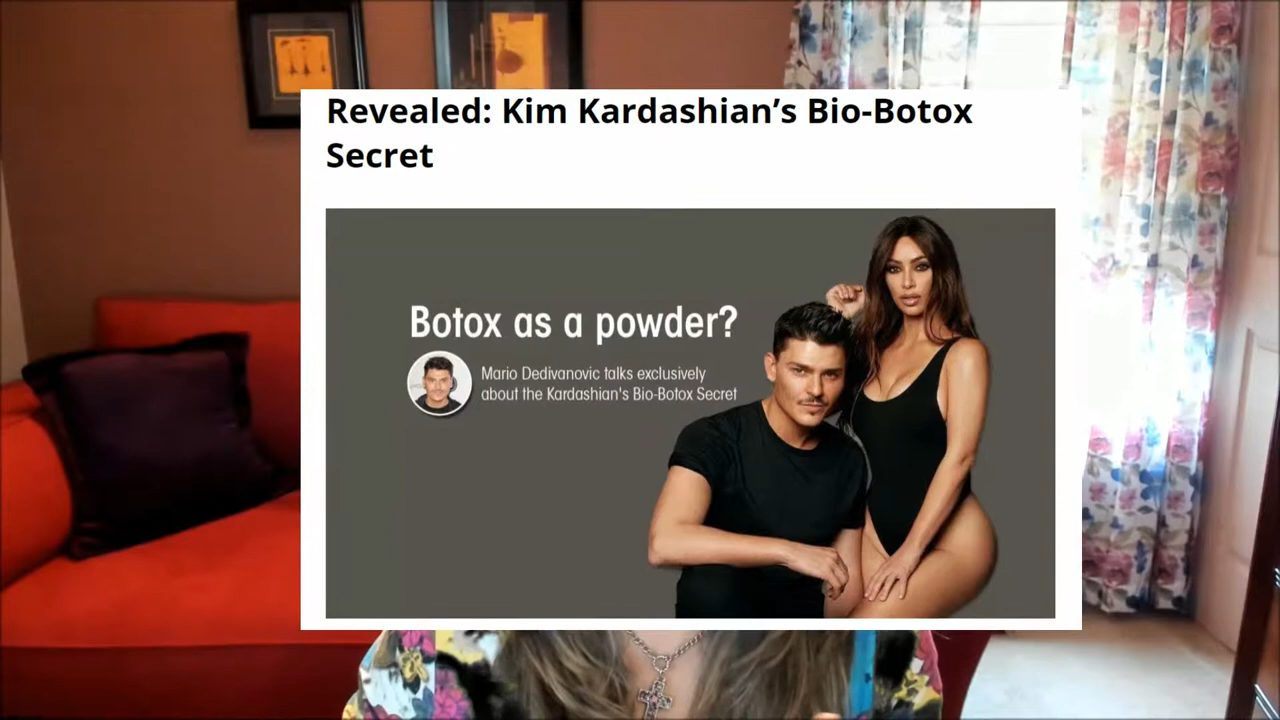 Revealed: Kim Kardashian’s Bio-Botox
Secret
Botox as a powder?
Mario Dedivanovic talks exclusively
about the Kardashian's Bio-Botox Secret